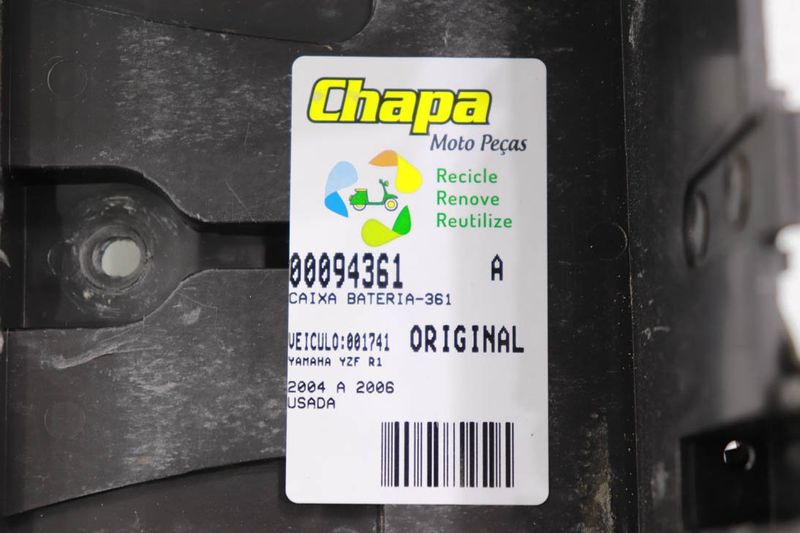 Chapa
Moto Peças
Recicle
Renove
Reutilize
00094361 A
CAIXA BATERIA-361
VEICULO:001741 ORIGINAL
YAMAHA YZF R1
2004 A 2006
USADA